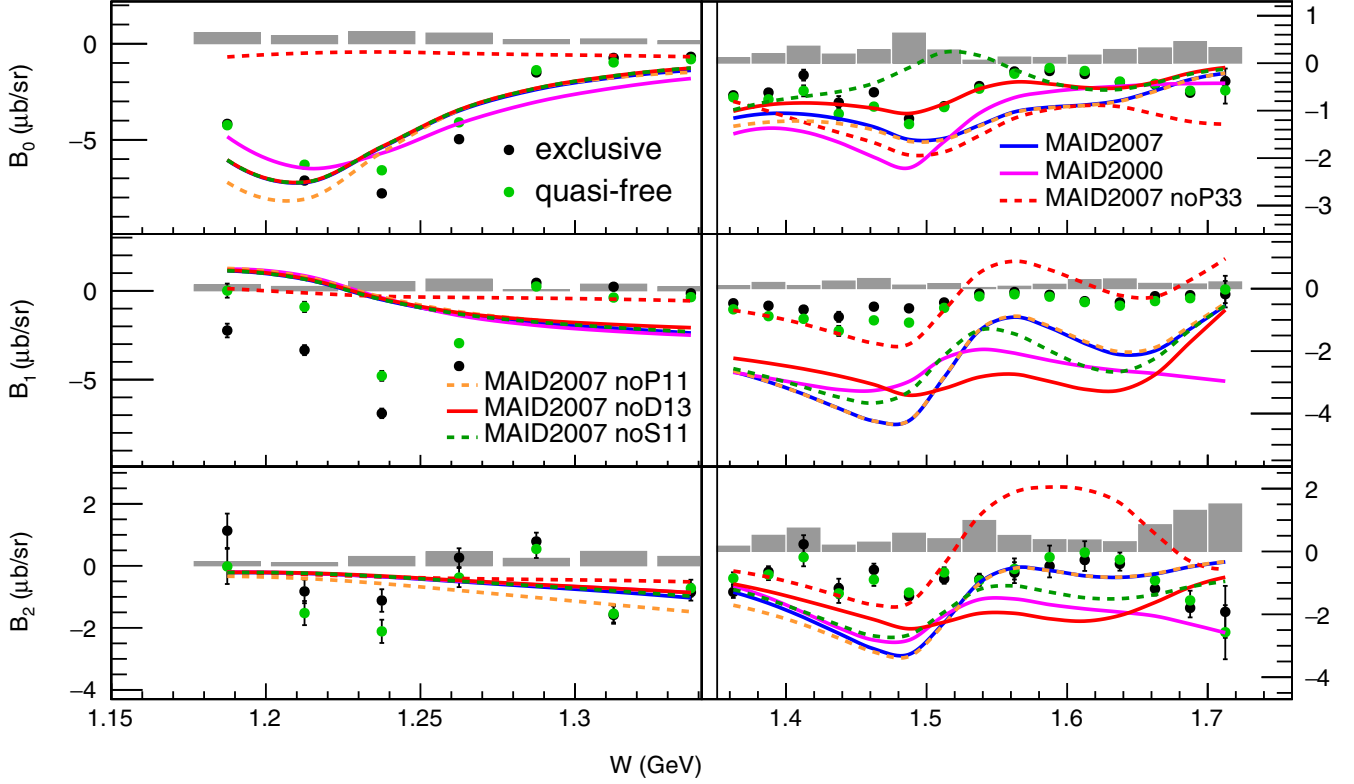 B₀ (μb/sr)
0
−5
exclusive
quasi-free
1
0
−1
−2
−3
MAID2007
MAID2000
MAID2007 noP33
B₁ (μb/sr)
0
−5
MAID2007 noP11
MAID2007 noD13
MAID2007 noS11
0
−2
−4
B₂ (μb/sr)
2
0
−2
−4
2
0
−2
−4
1.15
1.2
1.25
1.3
1.4
1.5
1.6
1.7
W (GeV)